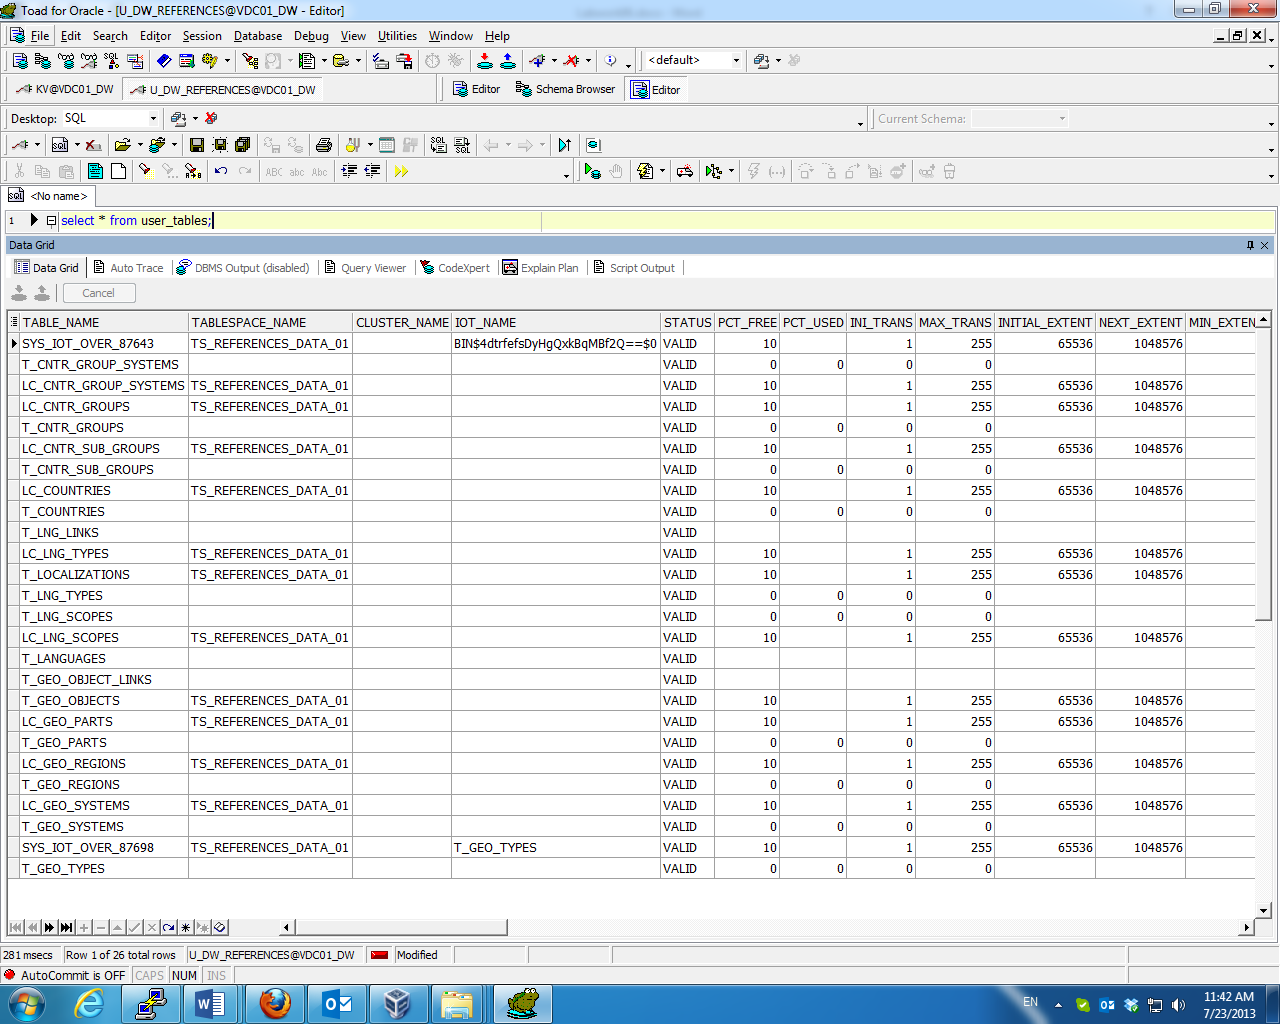 Toad for Oracle - [U_DW_REFERENCES@VDC01_DW - Editor]
File Edit Search Editor Session Database Debug View Utilities Window Help
<default>
KV@VDC01_DW U_DW_REFERENCES@VDC01_DW Editor Schema Browser Editor
Desktop: SQL Current Schema:
<No name>
1 select * from user_tables;
Data Grid
Data Grid Auto Trace DBMS Output (disabled) Query Viewer CodeXpert Explain Plan Script Output
Cancel
TABLE_NAME TABLESPACE_NAME CLUSTER_NAME IOT_NAME STATUS PCT_FREE PCT_USED INI_TRANS MAX_TRANS INITIAL_EXTENT NEXT_EXTENT MIN_EXTEN
SYS_IOT_OVER_87643 TS_REFERENCES_DATA_01 BIN$4dtrfefsDyHgQxkBqMBf2Q==$0 VALID 10 1 255 65536 1048576
T_CNTR_GROUP_SYSTEMS VALID 0 0 0 0
LC_CNTR_GROUP_SYSTEMS TS_REFERENCES_DATA_01 VALID 10 1 255 65536 1048576
LC_CNTR_GROUPS TS_REFERENCES_DATA_01 VALID 10 1 255 65536 1048576
T_CNTR_GROUPS VALID 0 0 0 0
LC_CNTR_SUB_GROUPS TS_REFERENCES_DATA_01 VALID 10 1 255 65536 1048576
T_CNTR_SUB_GROUPS VALID 0 0 0 0
LC_COUNTRIES TS_REFERENCES_DATA_01 VALID 10 1 255 65536 1048576
T_COUNTRIES VALID 0 0 0 0
T_LNG_LINKS VALID
LC_LNG_TYPES TS_REFERENCES_DATA_01 VALID 10 1 255 65536 1048576
T_LOCALIZATIONS TS_REFERENCES_DATA_01 VALID 10 1 255 65536 1048576
T_LNG_TYPES VALID 0 0 0 0
T_LNG_SCOPES VALID 0 0 0 0
LC_LNG_SCOPES TS_REFERENCES_DATA_01 VALID 10 1 255 65536 1048576
T_LANGUAGES VALID
T_GEO_OBJECT_LINKS VALID
T_GEO_OBJECTS TS_REFERENCES_DATA_01 VALID 10 1 255 65536 1048576
LC_GEO_PARTS TS_REFERENCES_DATA_01 VALID 10 1 255 65536 1048576
T_GEO_PARTS VALID 0 0 0 0
LC_GEO_REGIONS TS_REFERENCES_DATA_01 VALID 10 1 255 65536 1048576
T_GEO_REGIONS VALID 0 0 0 0
LC_GEO_SYSTEMS TS_REFERENCES_DATA_01 VALID 10 1 255 65536 1048576
T_GEO_SYSTEMS VALID 0 0 0 0
SYS_IOT_OVER_87698 TS_REFERENCES_DATA_01 T_GEO_TYPES VALID 10 1 255 65536 1048576
T_GEO_TYPES VALID 0 0 0 0
281 msecs Row 1 of 26 total rows U_DW_REFERENCES@VDC01_DW Modified
AutoCommit is OFF CAPS NUM INS
EN 11:42 AM
7/23/2013